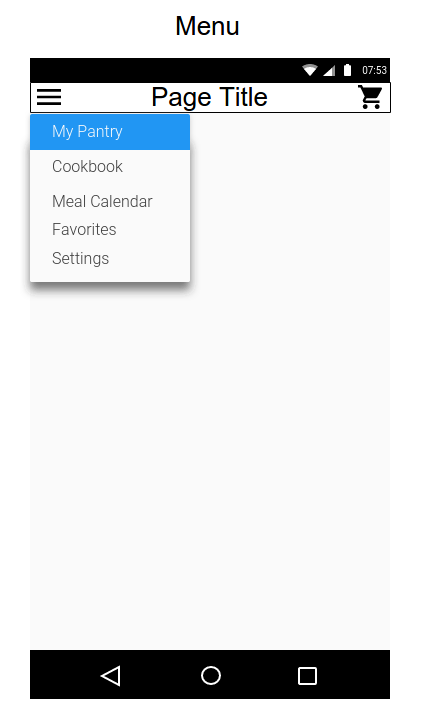 Menu
07:53
Page Title
My Pantry
Cookbook
Meal Calendar
Favorites
Settings